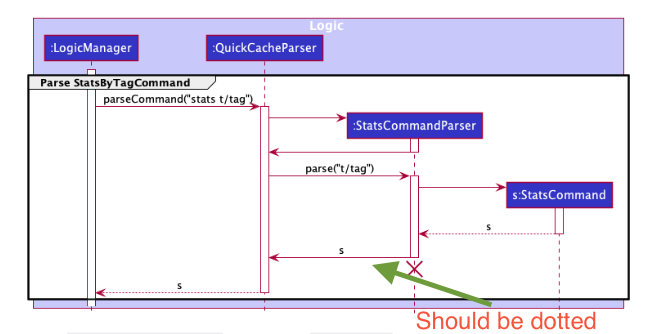 Logic
:LogicManager
:QuickCacheParser
Parse StatsByTagCommand
parseCommand("stats t/tag")
:StatsCommandParser
parse("t/tag")
s:StatsCommand
s
s
s
Should be dotted